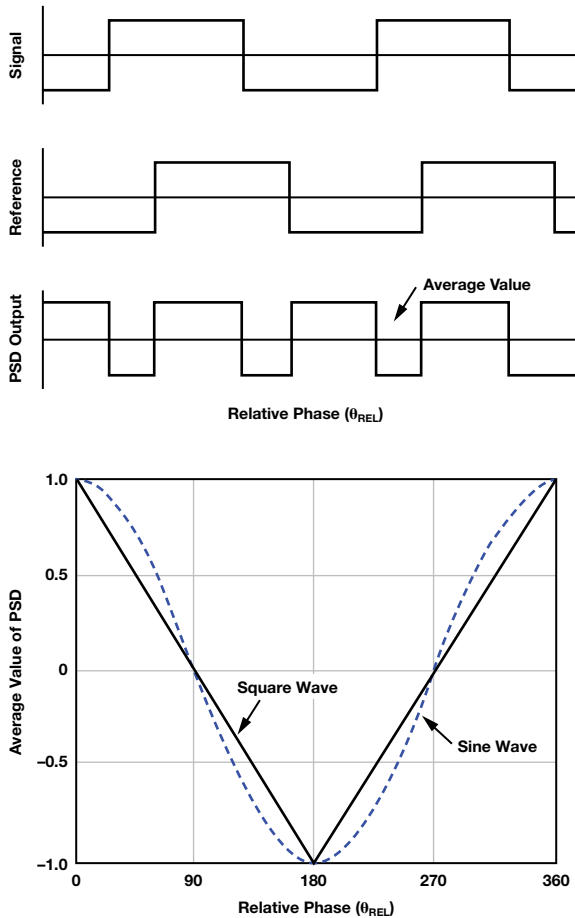 Signal
Reference
Average Value
PSD Output
Relative Phase (θREL)
1.0
0.5
0
−0.5
−1.0
Average Value of PSD
Square Wave
Sine Wave
0 90 180 270 360
Relative Phase (θREL)